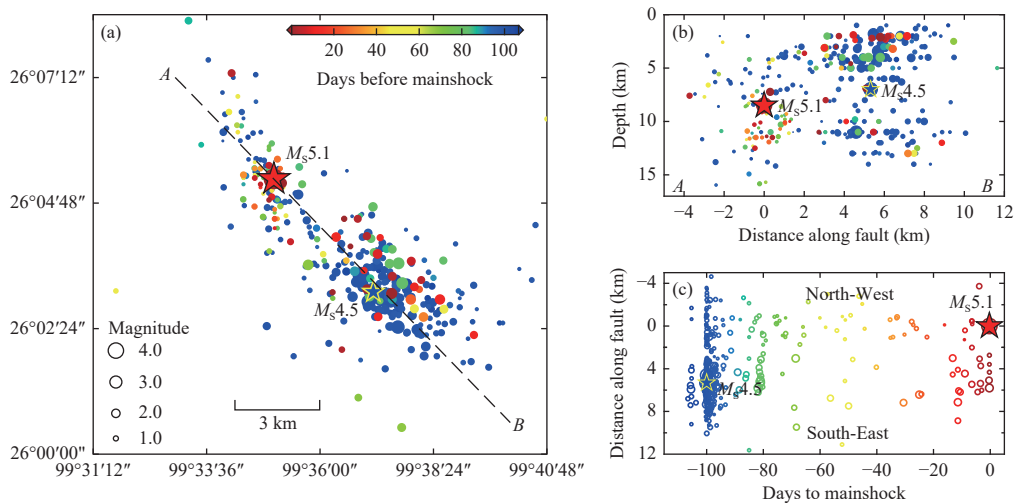 (a)
20 40 60 80 100
Days before mainshock
A
Mₛ5.1
Mₛ4.5
B
Magnitude
4.0
3.0
2.0
1.0
3 km
26°07′12″
26°04′48″
26°02′24″
26°00′00″
99°31′12″ 99°33′36″ 99°36′00″ 99°38′24″ 99°40′48″
(b)
0
5
10
15
Depth (km)
Mₛ4.5
Mₛ5.1
A B
−4 −2 0 2 4 6 8 10 12
Distance along fault (km)
(c)
−4
0
4
8
12
Distance along fault (km)
North-West
Mₛ5.1
Mₛ4.5
South-East
−100 −80 −60 −40 −20 0
Days to mainshock